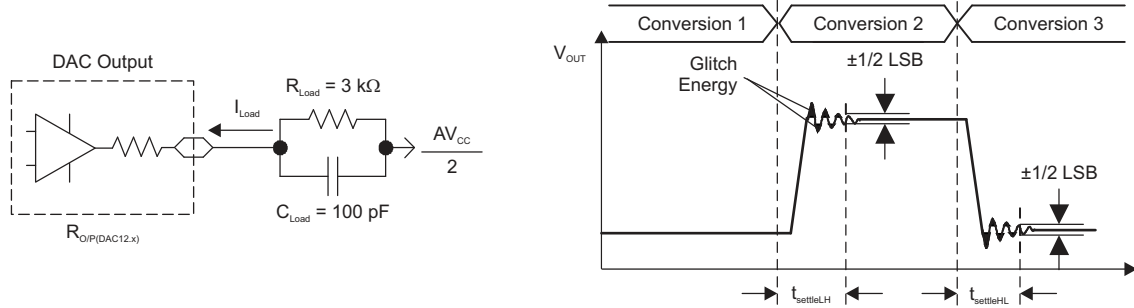 DAC Output
R_Load = 3 kΩ
I_Load
AV_CC
2
C_Load = 100 pF
R_O/P(DAC12.x)
Conversion 1
Conversion 2
Conversion 3
V_OUT
Glitch
Energy
±1/2 LSB
±1/2 LSB
t_settleLH
t_settleHL